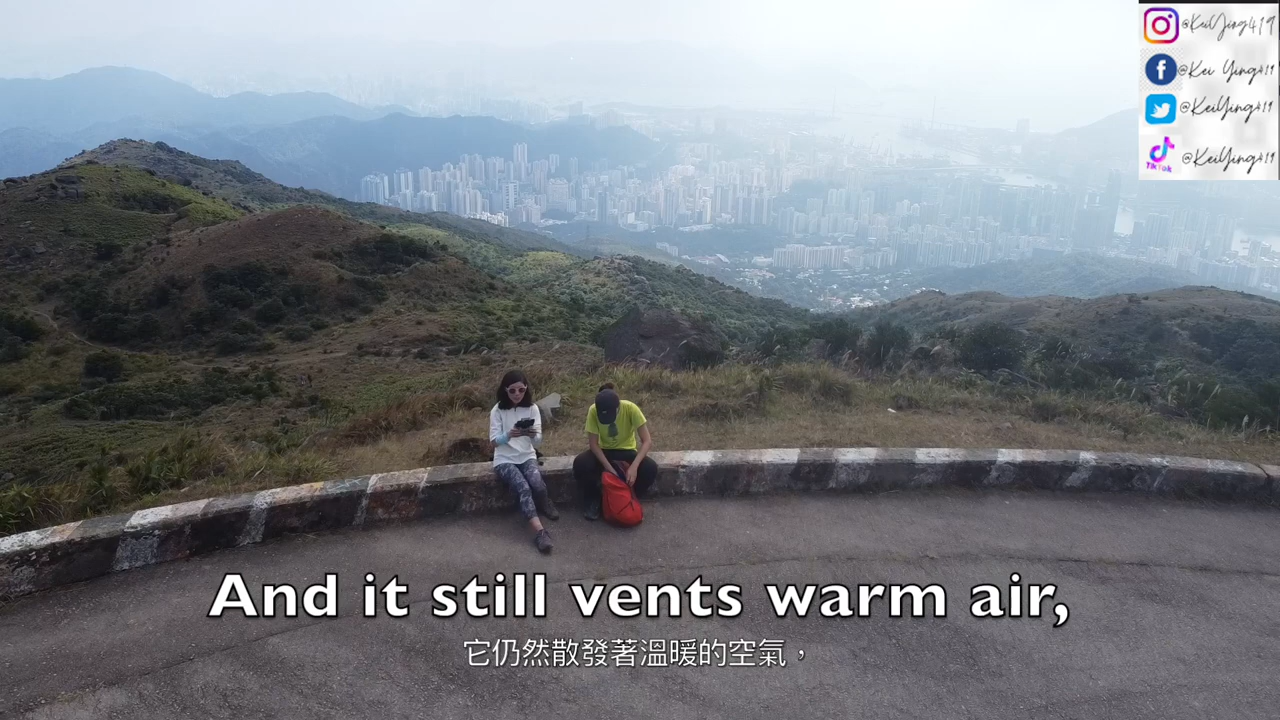 @KeiYing419
@Kei Ying419
@KeiYing419
TikTok
@KeiYing419
And it still vents warm air,
它仍然散發著溫暖的空氣，